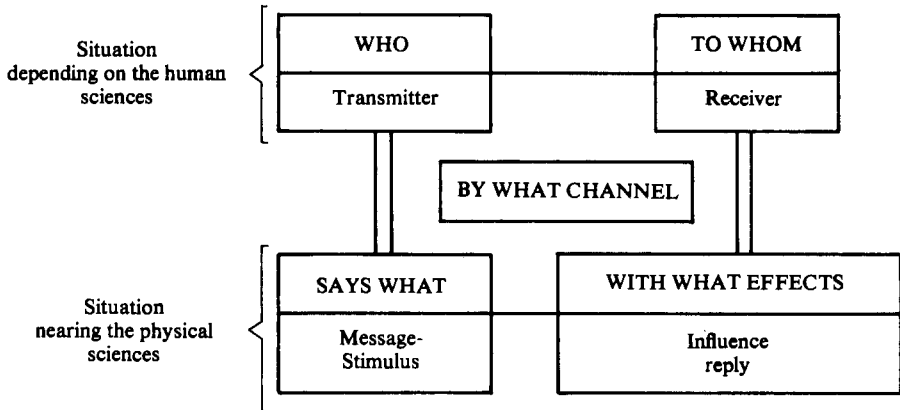 Situation
depending on the human
sciences
WHO
Transmitter
TO WHOM
Receiver
BY WHAT CHANNEL
Situation
nearing the physical
sciences
SAYS WHAT
Message-
Stimulus
WITH WHAT EFFECTS
Influence
reply